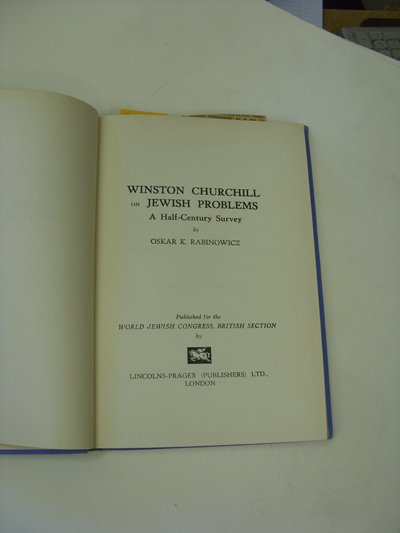 WINSTON CHURCHILL
ON JEWISH PROBLEMS
A Half-Century Survey
by
OSKAR K. RABINOWICZ
Published for the
WORLD JEWISH CONGRESS, BRITISH SECTION
by
LINCOLNS-PRAGER (PUBLISHERS) LTD.,
LONDON